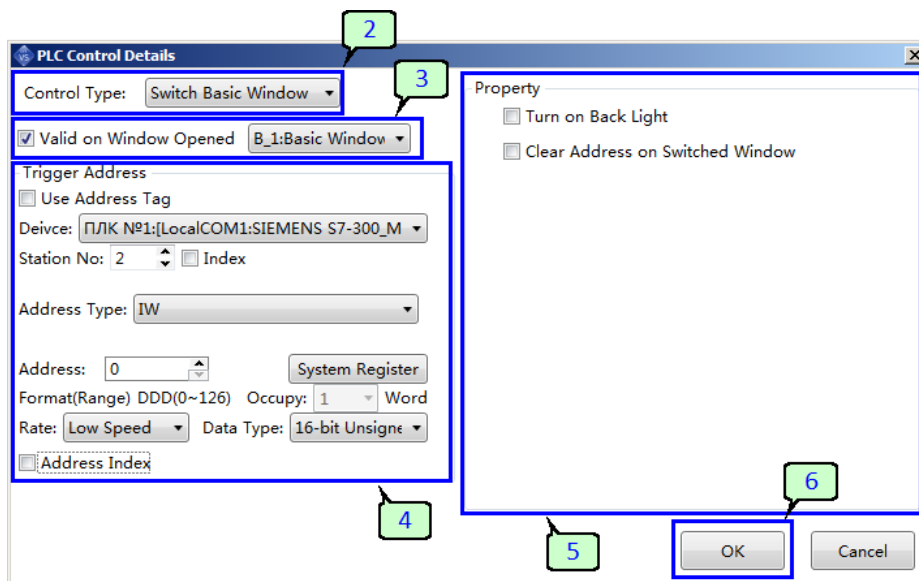 2
VS PLC Control Details
3
Control Type: Switch Basic Window
Property
Turn on Back Light
Valid on Window Opened B_1:Basic Window
Clear Address on Switched Window
Trigger Address
Use Address Tag
Deivce: ПЛК №1:[LocalCOM1:SIEMENS S7-300_M
Station No: 2 Index
Address Type: IW
Address: 0 System Register
Format(Range) DDD(0~126) Occupy: 1 Word
Rate: Low Speed Data Type: 16-bit Unsigne
Address Index
6
4
5
OK Cancel